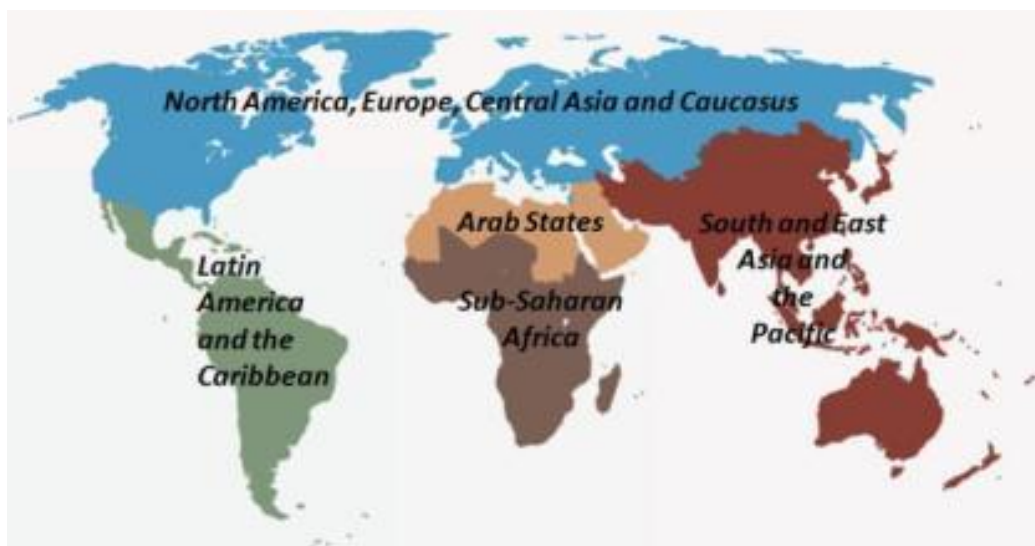 North America, Europe, Central Asia and Caucasus
Arab States
South and East
Asia and
the
Pacific
Latin
America
and the
Caribbean
Sub-Saharan
Africa